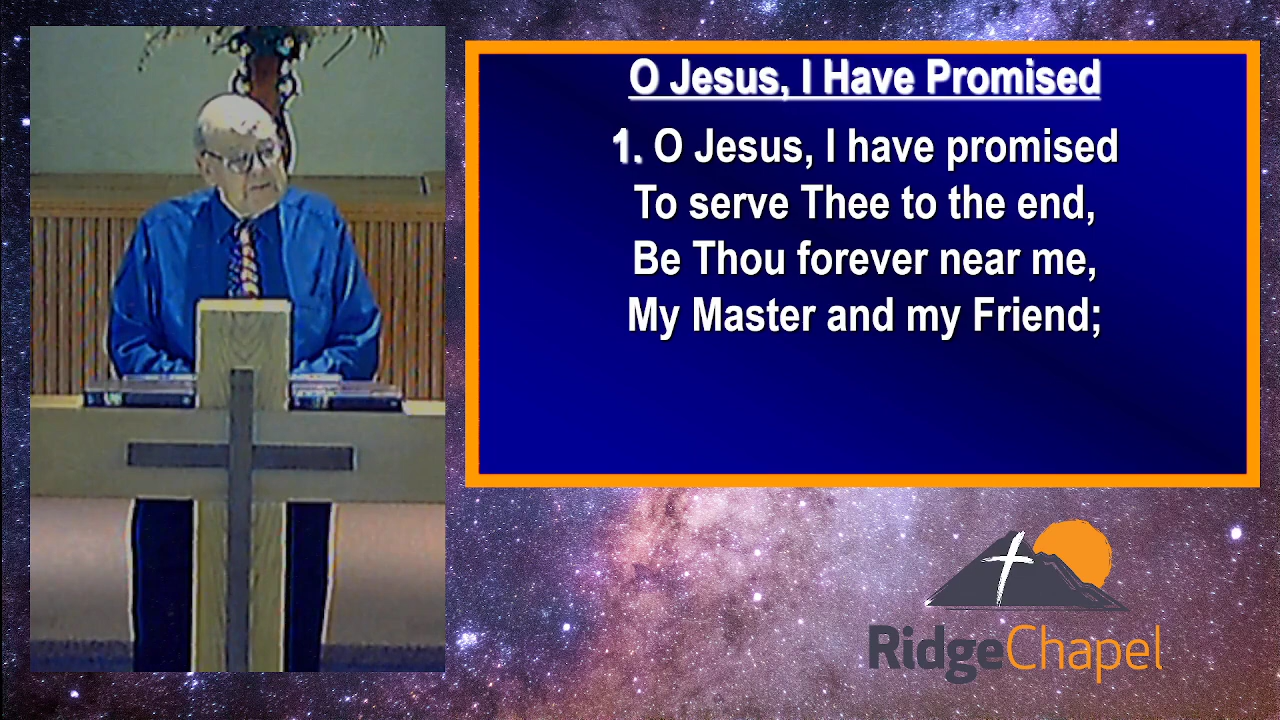 O Jesus, I Have Promised
1. O Jesus, I have promised
To serve Thee to the end,
Be Thou forever near me,
My Master and my Friend;
RidgeChapel